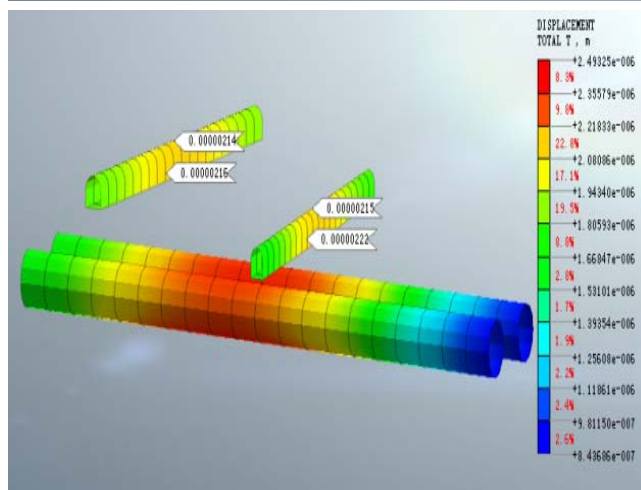 DISPLACEMENT
TOTAL T , m
+2.49325e-006
8.3%
+2.35579e-006
9.8%
+2.21833e-006
22.8%
+2.08086e-006
17.1%
+1.94340e-006
19.5%
+1.80593e-006
8.0%
+1.66847e-006
2.0%
+1.53101e-006
1.7%
+1.39354e-006
1.9%
+1.25608e-006
2.2%
+1.11861e-006
2.4%
+9.81150e-007
2.6%
+8.43686e-007
0.00000214
0.00000216
0.00000215
0.00000222